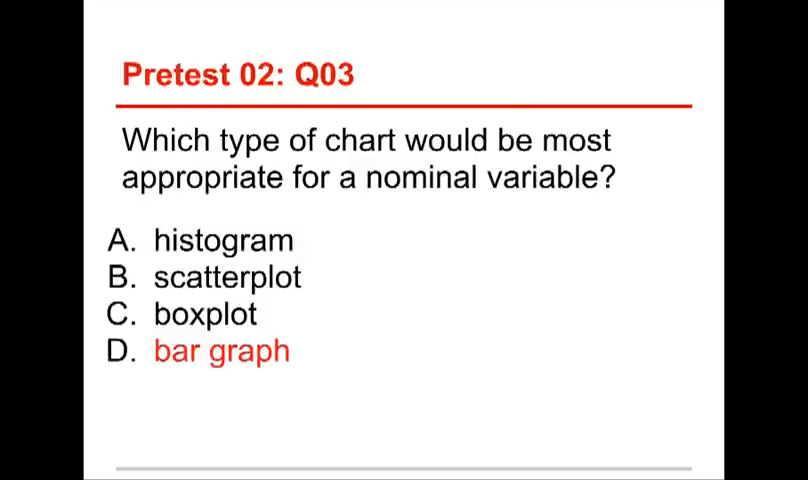 Pretest 02: Q03
Which type of chart would be most
appropriate for a nominal variable?
A. histogram
B. scatterplot
C. boxplot
D. bar graph